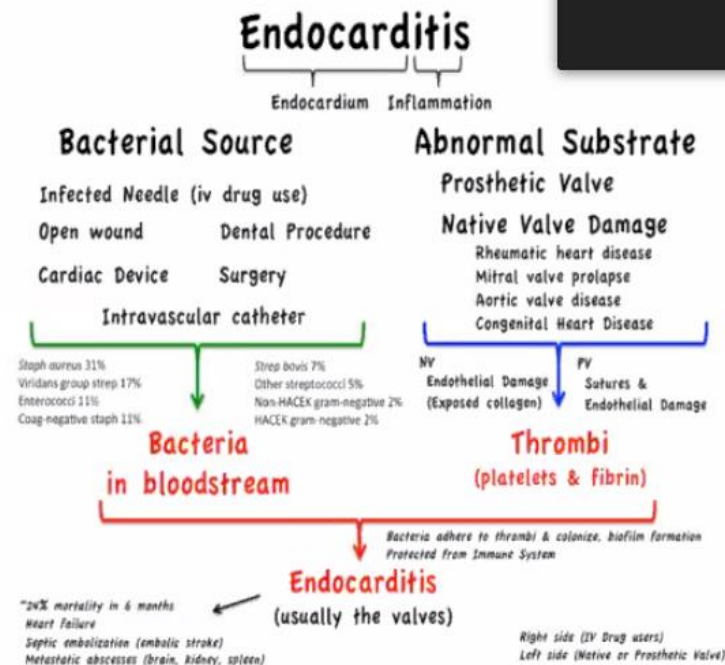 Endocarditis
Endocardium Inflammation
Bacterial Source
Infected Needle (iv drug use)
Open wound Dental Procedure
Cardiac Device Surgery
Intravascular catheter
Staph aureus 31%
Viridans group strep 17%
Enterococci 11%
Coag-negative staph 11%
Strep bovis 7%
Other streptococci 5%
Non-HACEK gram-negative 2%
HACEK gram-negative 2%
Bacteria
in bloodstream
Abnormal Substrate
Prosthetic Valve
Native Valve Damage
Rheumatic heart disease
Mitral valve prolapse
Aortic valve disease
Congenital Heart Disease
NV
Endothelial Damage
(Exposed collagen)
PV
Sutures &
Endothelial Damage
Thrombi
(platelets & fibrin)
Bacteria adhere to thrombi & colonize, biofilm formation
Protected from Immune System
Endocarditis
(usually the valves)
mortality in 6 months
Heart Failure
Septic embolization (embolic stroke)
Metastatic abscesses (brain, kidney, spleen)
Right side (IV Drug users)
Left side (Native or Prosthetic Valve)